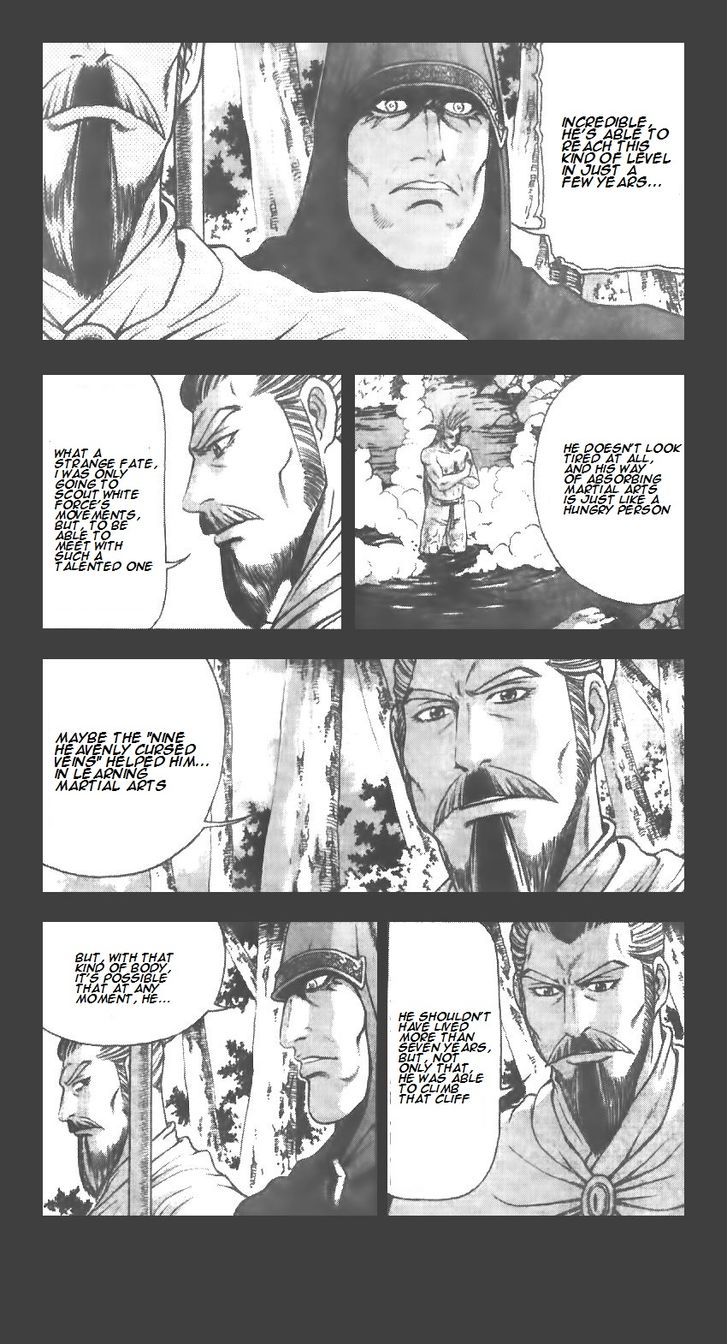 INCREDIBLE,
HE'S ABLE TO
REACH THIS
KIND OF LEVEL
IN JUST A
FEW YEARS...
WHAT A
STRANGE FATE,
I WAS ONLY
GOING TO
SCOUT WHITE
FORCE'S
MOVEMENTS,
BUT, TO BE
ABLE TO
MEET WITH
SUCH A
TALENTED ONE
HE DOESN'T LOOK
TIRED AT ALL,
AND HIS WAY
OF ABSORBING
MARTIAL ARTS
IS JUST LIKE A
HUNGRY PERSON
MAYBE THE "NINE
HEAVENLY CURSED
VEINS" HELPED HIM...
IN LEARNING
MARTIAL ARTS
BUT, WITH THAT
KIND OF BODY,
IT'S POSSIBLE
THAT AT ANY
MOMENT, HE...
HE SHOULDN'T
HAVE LIVED
MORE THAN
SEVEN YEARS,
BUT, NOT
ONLY THAT,
HE WAS ABLE
TO CLIMB
THAT CLIFF